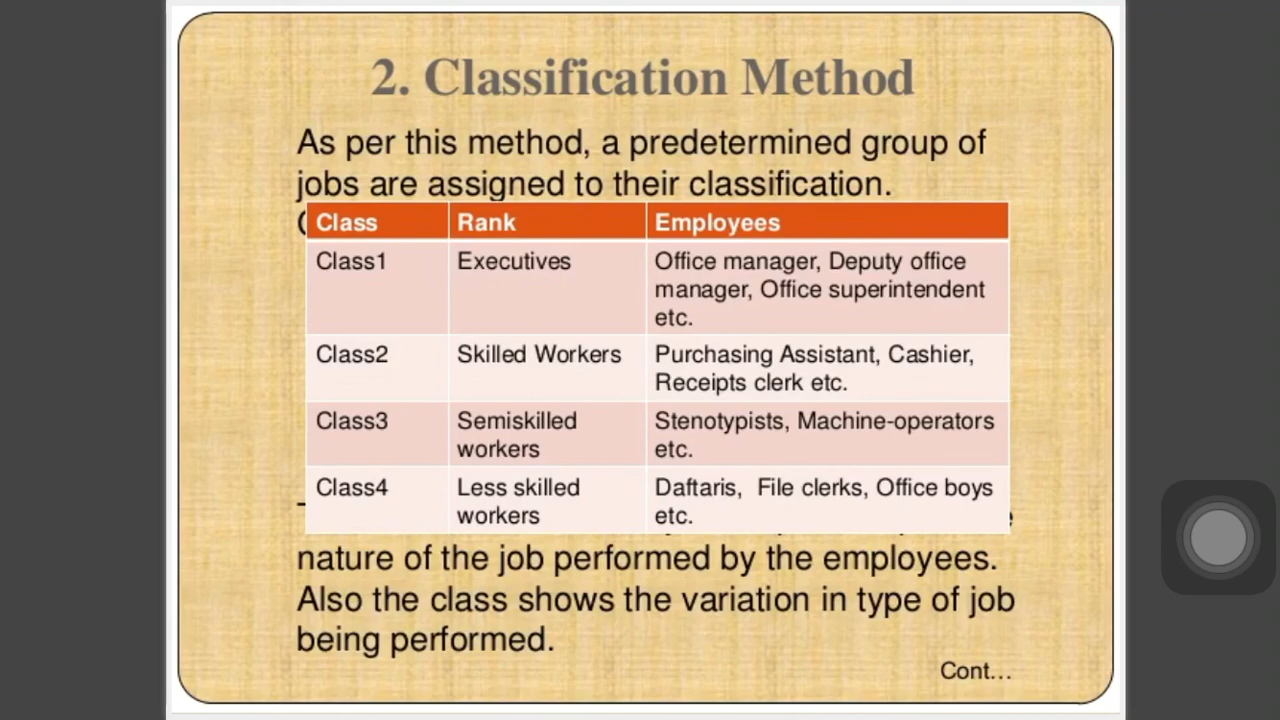 2. Classification Method
As per this method, a predetermined group of
jobs are assigned to their classification.
Class Rank Employees
Class1 Executives Office manager, Deputy office
manager, Office superintendent
etc.
Class2 Skilled Workers Purchasing Assistant, Cashier,
Receipts clerk etc.
Class3 Semiskilled Stenotypists, Machine-operators
workers etc.
Class4 Less skilled Daftaris, File clerks, Office boys
workers etc.
nature of the job performed by the employees.
Also the class shows the variation in type of job
being performed.
Cont...